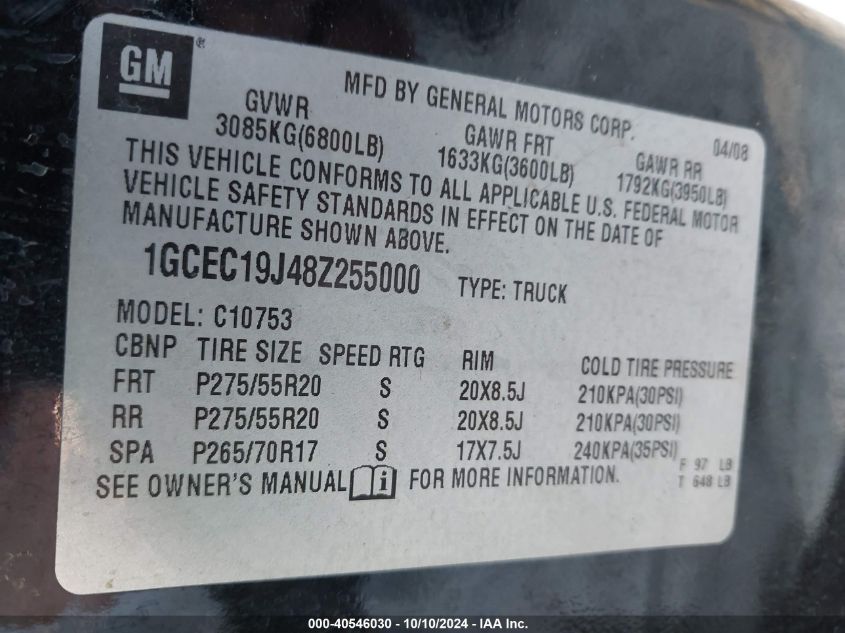 GM ®
MFD BY GENERAL MOTORS CORP. 04/08
GVWR GAWR FRT GAWR RR
3085KG(6800LB) 1633KG(3600LB) 1792KG(3950LB)
THIS VEHICLE CONFORMS TO ALL APPLICABLE U.S. FEDERAL MOTOR
VEHICLE SAFETY STANDARDS IN EFFECT ON THE DATE OF
MANUFACTURE SHOWN ABOVE.
1GCEC19J48Z255000 TYPE: TRUCK
MODEL: C10753
CBNP TIRE SIZE SPEED RTG RIM COLD TIRE PRESSURE
FRT P275/55R20 S 20X8.5J 210KPA(30PSI)
RR P275/55R20 S 20X8.5J 210KPA(30PSI)
SPA P265/70R17 S 17X7.5J 240KPA(35PSI)
F 97 LB
T 648 LB
SEE OWNER'S MANUAL i FOR MORE INFORMATION.
000-40546030 - 10/10/2024 - IAA Inc.